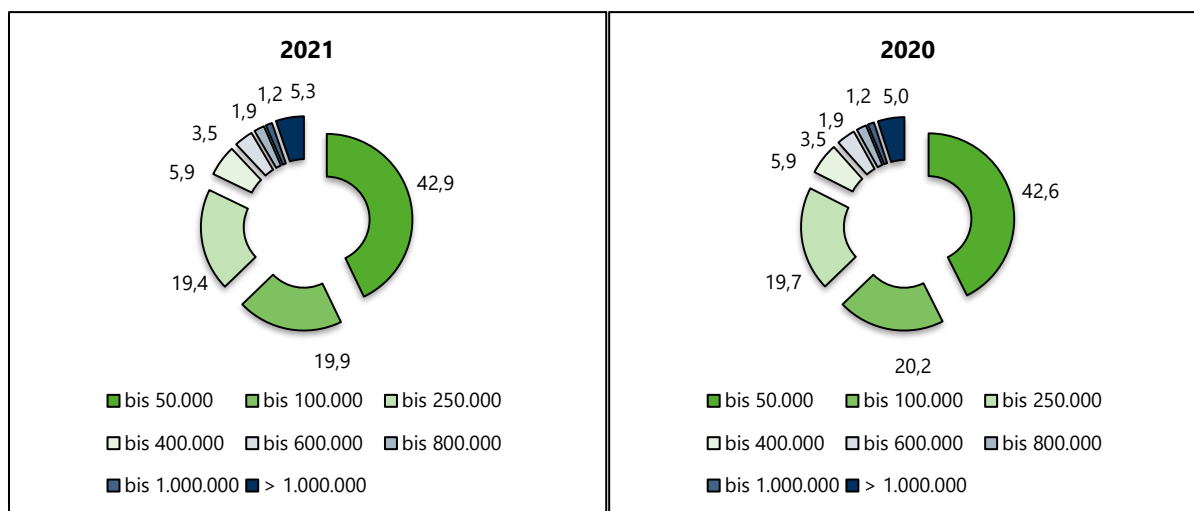 2021
5,3
1,2
1,9
3,5
5,9
19,4
19,9
42,9
bis 50.000
bis 100.000
bis 250.000
bis 400.000
bis 600.000
bis 800.000
bis 1.000.000
> 1.000.000
2020
5,0
1,2
1,9
3,5
5,9
19,7
20,2
42,6
bis 50.000
bis 100.000
bis 250.000
bis 400.000
bis 600.000
bis 800.000
bis 1.000.000
> 1.000.000